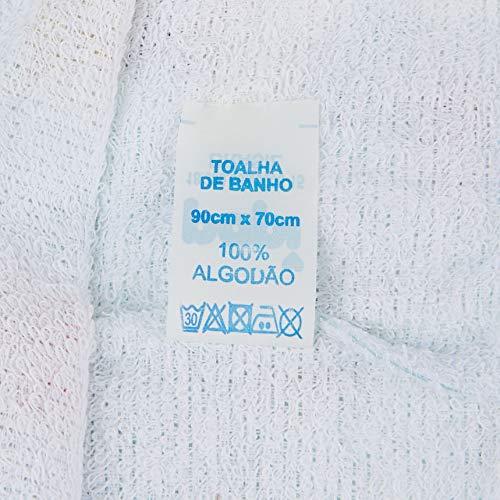 TOALHA
DE BANHO
90cm x 70cm
100%
ALGODÃO
30